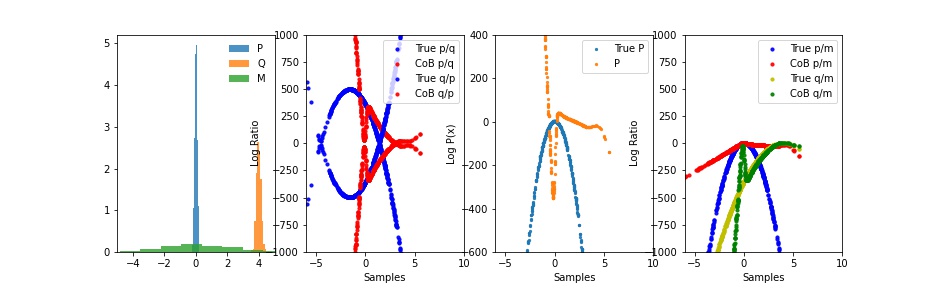 P
Q
M
5
4
3
2
1
0
−4 −2 0 2 4
Log Ratio
1000
750
500
250
0
−250
−500
−750
1000
True p/q
CoB p/q
True q/p
CoB q/p
−5 0 5 10
Samples
Log P(x)
400
200
0
−200
−400
−600
True P
P
−5 0 5 10
Samples
Log Ratio
1000
750
500
250
0
−250
−500
−750
1000
True p/m
CoB p/m
True q/m
CoB q/m
−5 0 5 10
Samples